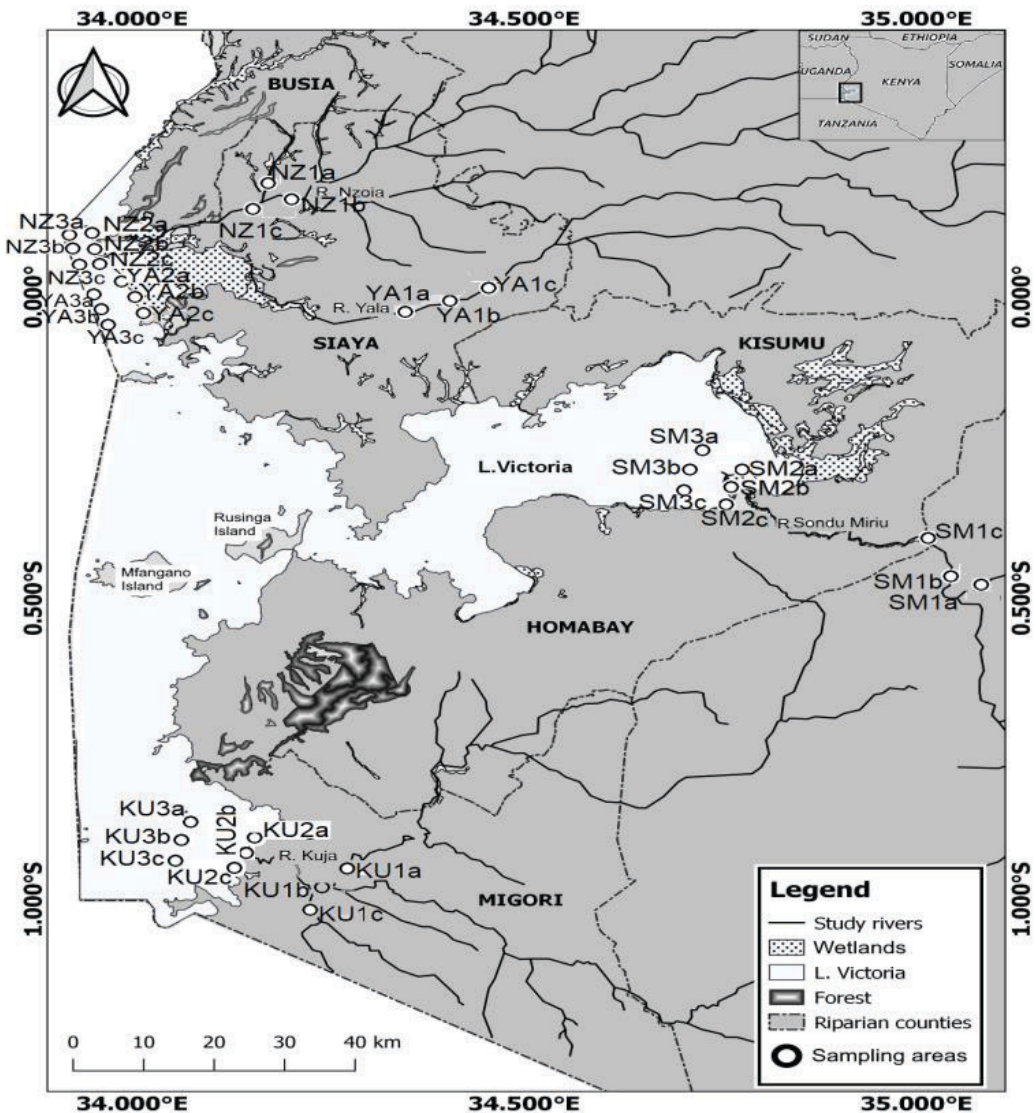 34.000°E 34.500°E 35.000°E
SUDAN ETHIOPIA
UGANDA SOMALIA
KENYA
TANZANIA
BUSIA
NZ1a
R. Nzoia
NZ1b
NZ1c
NZ3a NZ2a
NZ3b NZ2b
NZ2c
NZ3c YA2a
YA3a YA2b
YA3b YA2c
YA3c
YA1a YA1c
YA1b
R. Yala
0.000° 0.000°
SIAYA KISUMU
SM3a
SM3b SM2a
L.Victoria
SM2b
SM3c
SM2c
R Sondu Miriu
SM1c
Rusinga
Island
Mfangano
Island
SM1b
SM1a
0.500°S 0.500°S
HOMABAY
KU3a
KU2b
KU2a
KU3b
KU3c R. Kuja
KU2c KU1a
KU1b
KU1c
MIGORI
1.000°S 1.000°S
Legend
Study rivers
Wetlands
L. Victoria
Forest
Riparian counties
Sampling areas
0 10 20 30 40 km
34.000°E 34.500°E 35.000°E